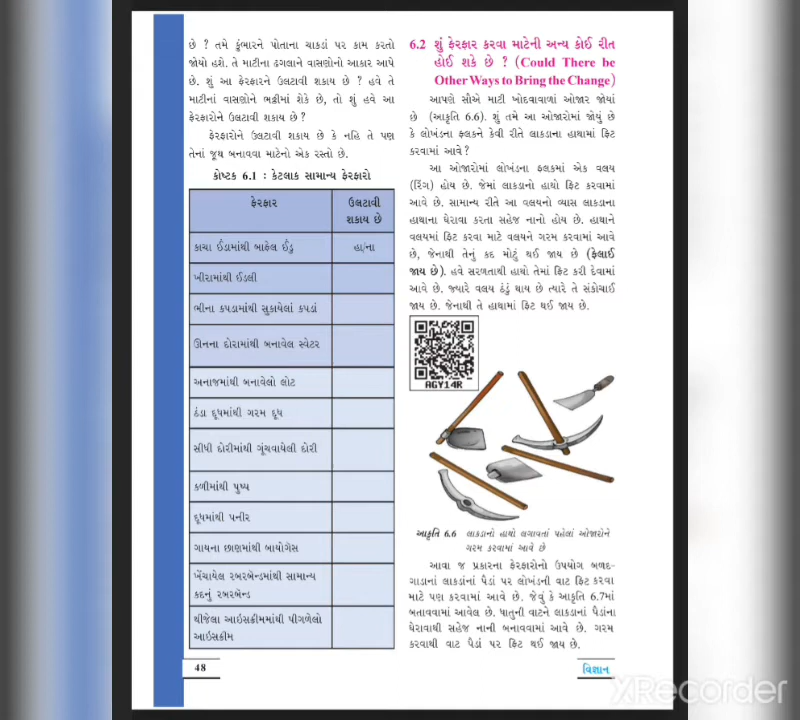 છે ? તમે કુંભારને પોતાના ચાકડાં પર કામ કરતો
જોયો હશે. તે માટીના ઢગલાને વાસણોનો આકાર આપે
છે. શું આ ફેરફારને ઉલટાવી શકાય છે ? હવે તે
માટીનાં વાસણોને ભઠ્ઠીમાં શેકે છે, તો શું હવે આ
ફેરફારોને ઉલટાવી શકાય છે ?
ફેરફારોને ઉલટાવી શકાય છે કે નહિ તે પણ
તેનાં જૂથ બનાવવા માટેનો એક રસ્તો છે.
કોષ્ટક 6.1 : કેટલાક સામાન્ય ફેરફારો
ફેરફાર
ઉલટાવી
શકાય છે
કાચા ઈંડામાંથી બાફેલ ઈંડુ
હા/ના
ખીરામાંથી ઈડલી
ભીના કપડામાંથી સુકાયેલાં કપડાં
ઊનના દોરામાંથી બનાવેલ સ્વેટર
અનાજમાંથી બનાવેલો લોટ
ઠંડા દૂધમાંથી ગરમ દૂધ
સીધી દોરીમાંથી ગૂંચવાયેલી દોરી
કળીમાંથી પુષ્પ
દૂધમાંથી પનીર
ગાયના છાણમાંથી બાયોગૅસ
ખેંચાયેલ રબરબૅન્ડમાંથી સામાન્ય
કદનું રબરબૅન્ડ
થીજેલા આઇસક્રીમમાંથી પીગળેલો
આઇસક્રીમ
48
6.2 શું ફેરફાર કરવા માટેની અન્ય કોઈ રીત
હોઈ શકે છે ? (Could There be
Other Ways to Bring the Change)
આપણે સૌએ માટી ખોદવાવાળાં ઓજાર જોયાં
છે (આકૃતિ 6.6). શું તમે આ ઓજારોમાં જોયું છે
કે લોખંડના ફલકને કેવી રીતે લાકડાના હાથામાં ફિટ
કરવામાં આવે ?
આ ઓજારોમાં લોખંડના ફલકમાં એક વલય
(રિંગ) હોય છે. જેમાં લાકડાનો હાથો ફિટ કરવામાં
આવે છે. સામાન્ય રીતે આ વલયનો વ્યાસ લાકડાના
હાથાના ઘેરાવા કરતા સહેજ નાનો હોય છે. હાથાને
વલયમાં ફિટ કરવા માટે વલયને ગરમ કરવામાં આવે
છે, જેનાથી તેનું કદ મોટું થઈ જાય છે (ફેલાઈ
જાય છે). હવે સરળતાથી હાથો તેમાં ફિટ કરી દેવામાં
આવે છે. જ્યારે વલય ઠંડું થાય છે ત્યારે તે સંકોચાઈ
જાય છે. જેનાથી તે હાથામાં ફિટ થઈ જાય છે.
AGY14R
આકૃતિ 6.6 લાકડાનો હાથો લગાવતાં પહેલાં ઓજારોને
ગરમ કરવામાં આવે છે
આવા જ પ્રકારના ફેરફારોનો ઉપયોગ બળદ-
ગાડાનાં લાકડાંનાં પૈડાં પર લોખંડની વાટ ફિટ કરવા
માટે પણ કરવામાં આવે છે. જેવું કે આકૃતિ 6.7માં
બતાવવામાં આવેલ છે. ધાતુની વાટને લાકડાંના પૈડાંના
ઘેરાવાથી સહેજ નાની બનાવવામાં આવે છે. ગરમ
કરવાથી વાટ પૈડાં પર ફિટ થઈ જાય છે.
વિજ્ઞાન
XRecorder